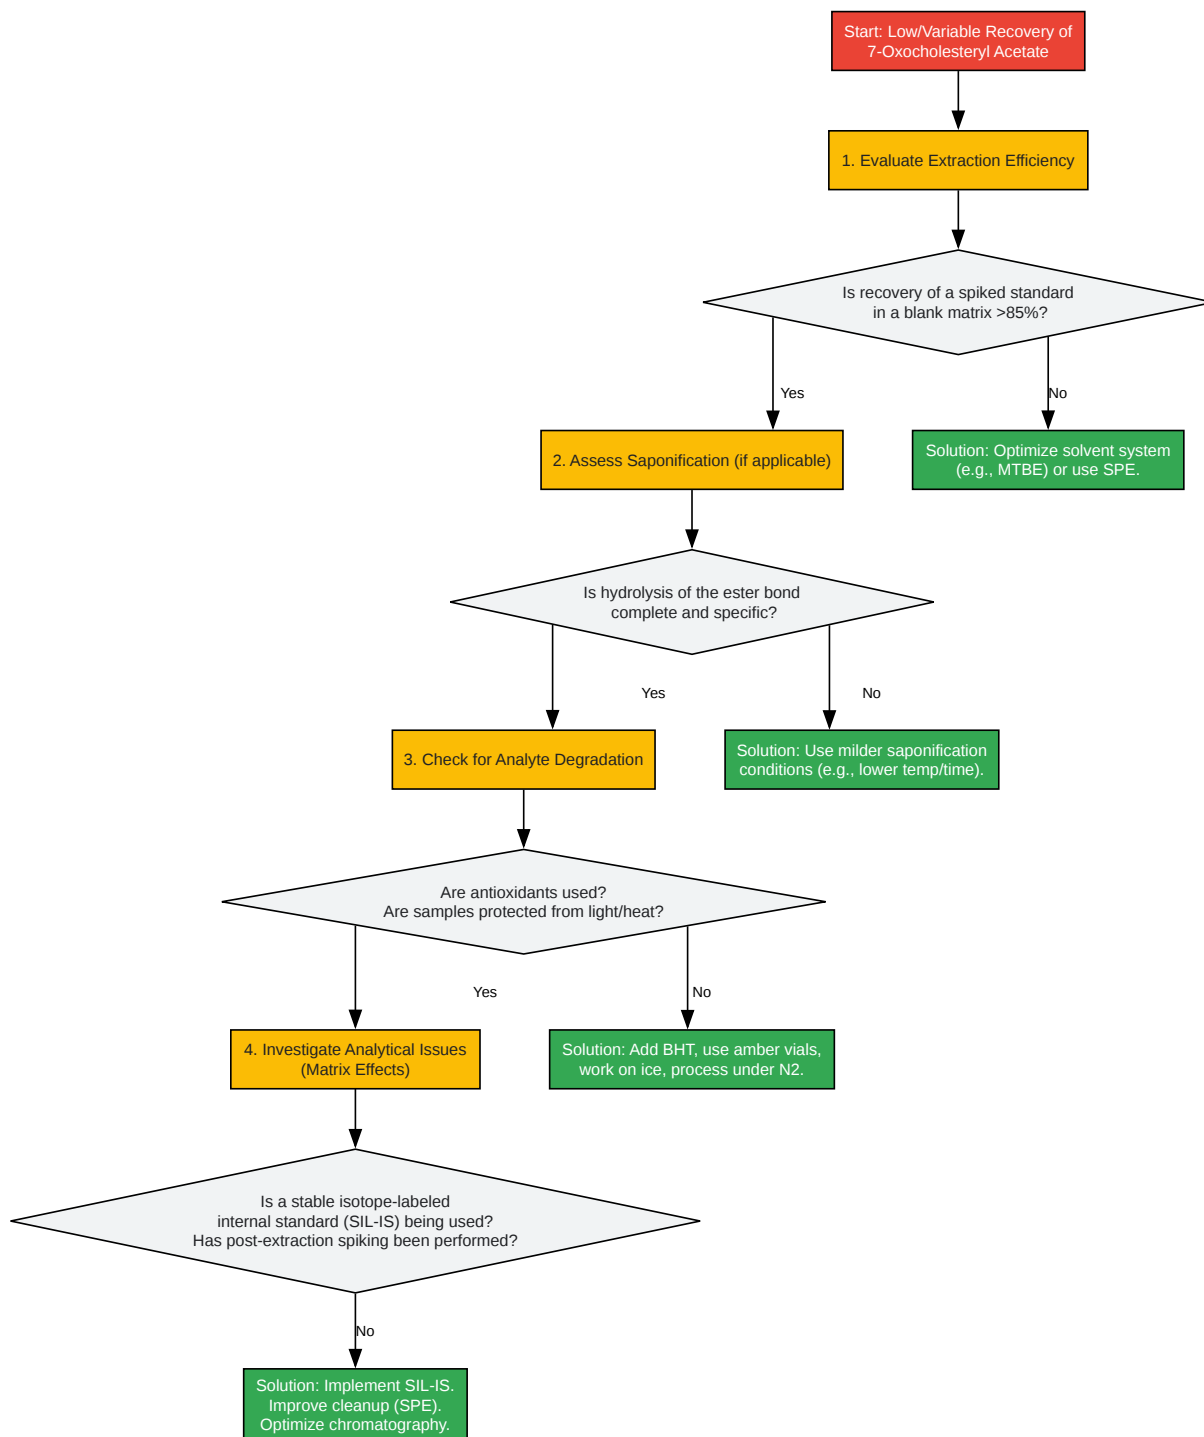 Start: Low/Variable Recovery of
7-Oxocholesteryl Acetate
1. Evaluate Extraction Efficiency
Is recovery of a spiked standard
in a blank matrix >85%?
Yes
No
2. Assess Saponification (if applicable)
Solution: Optimize solvent system
(e.g., MTBE) or use SPE.
Is hydrolysis of the ester bond
complete and specific?
Yes
No
3. Check for Analyte Degradation
Solution: Use milder saponification
conditions (e.g., lower temp/time).
Are antioxidants used?
Are samples protected from light/heat?
Yes
No
4. Investigate Analytical Issues
(Matrix Effects)
Solution: Add BHT, use amber vials,
work on ice, process under N2.
Is a stable isotope-labeled
internal standard (SIL-IS) being used?
Has post-extraction spiking been performed?
No
Solution: Implement SIL-IS.
Improve cleanup (SPE).
Optimize chromatography.